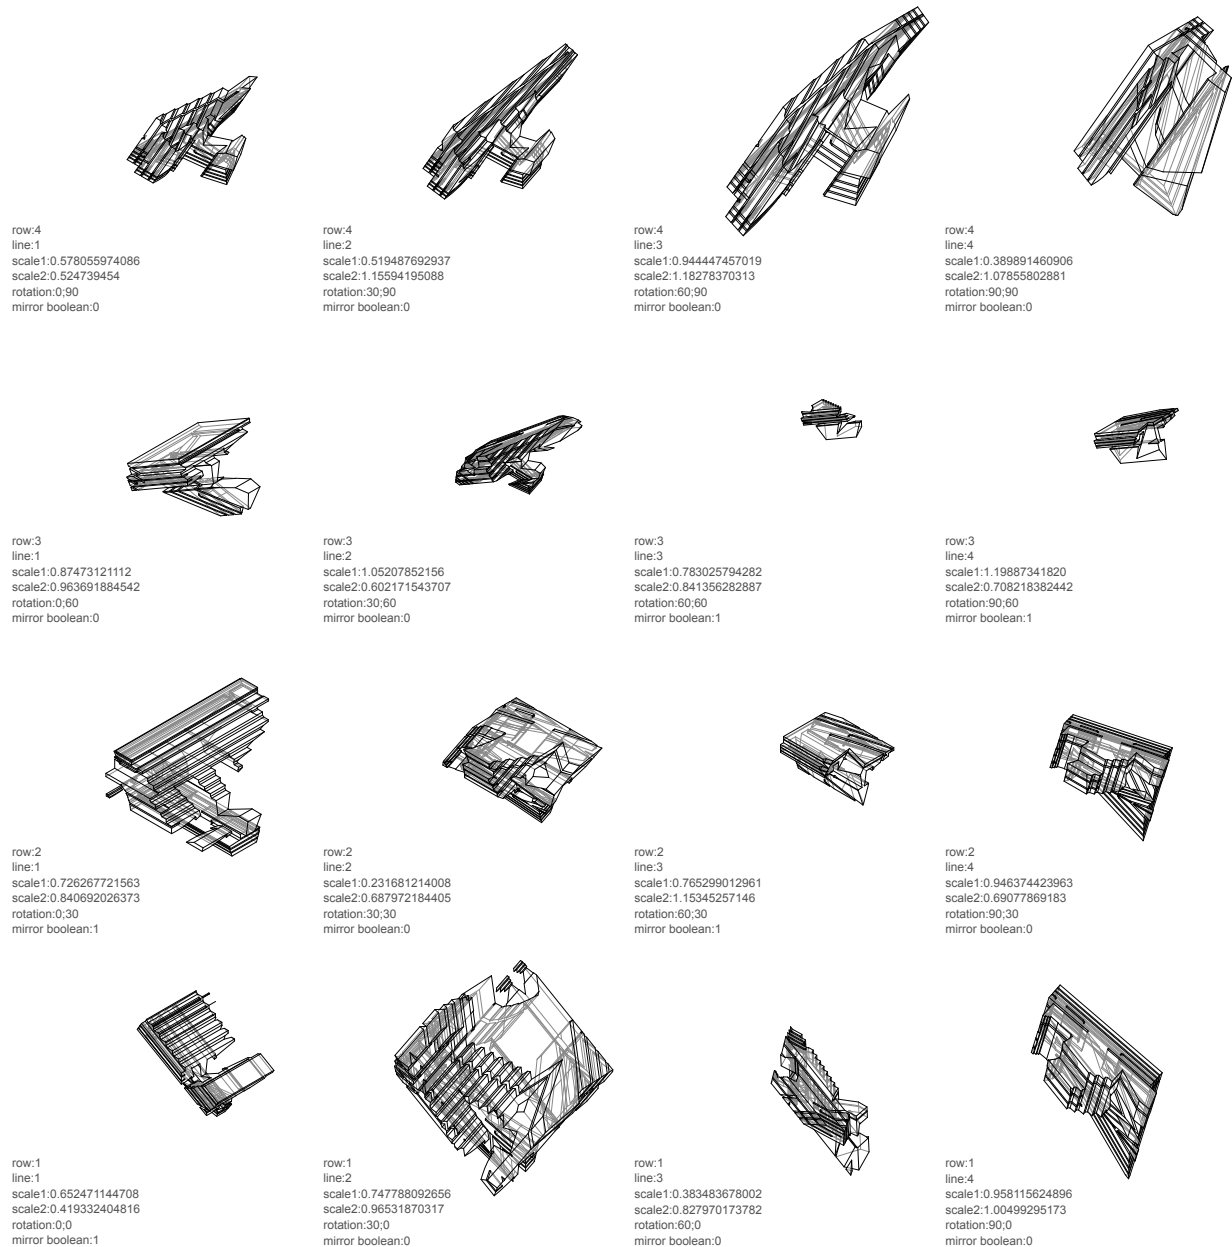 row:4
line:1
scale1:0.578055974086
scale2:0.524739454
rotation:0;90
mirror boolean:0
row:4
line:2
scale1:0.519487692937
scale2:1.15594195088
rotation:30;90
mirror boolean:0
row:4
line:3
scale1:0.944447457019
scale2:1.18278370313
rotation:60;90
mirror boolean:0
row:4
line:4
scale1:0.389891460906
scale2:1.07855802881
rotation:90;90
mirror boolean:0
row:3
line:1
scale1:0.87473121112
scale2:0.963691884542
rotation:0;60
mirror boolean:0
row:3
line:2
scale1:1.05207852156
scale2:0.602171543707
rotation:30;60
mirror boolean:0
row:3
line:3
scale1:0.783025794282
scale2:0.841356282887
rotation:60;60
mirror boolean:1
row:3
line:4
scale1:1.19887341820
scale2:0.708218382442
rotation:90;60
mirror boolean:1
row:2
line:1
scale1:0.726267721563
scale2:0.840692026373
rotation:0;30
mirror boolean:1
row:2
line:2
scale1:0.231681214008
scale2:0.687972184405
rotation:30;30
mirror boolean:0
row:2
line:3
scale1:0.765299012961
scale2:1.15345257146
rotation:60;30
mirror boolean:1
row:2
line:4
scale1:0.946374423963
scale2:0.69077869183
rotation:90;30
mirror boolean:0
row:1
line:1
scale1:0.652471144708
scale2:0.419332404816
rotation:0;0
mirror boolean:1
row:1
line:2
scale1:0.747788092656
scale2:0.96531870317
rotation:30;0
mirror boolean:0
row:1
line:3
scale1:0.383483678002
scale2:0.827970173782
rotation:60;0
mirror boolean:0
row:1
line:4
scale1:0.958115624896
scale2:1.00499295173
rotation:90;0
mirror boolean:0